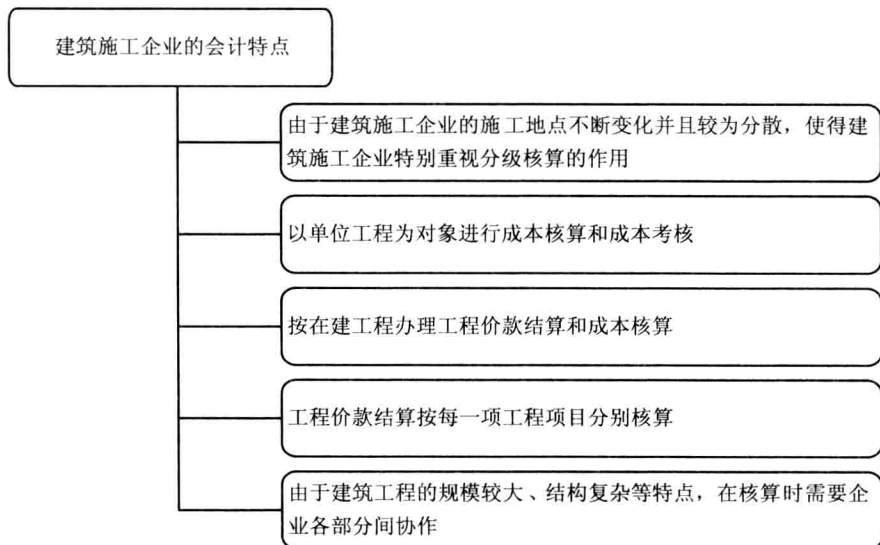 建筑施工企业的会计特点
由于建筑施工企业的施工地点不断变化并且较为分散，使得建
筑施工企业特别重视分级核算的作用
以单位工程为对象进行成本核算和成本考核
按在建工程办理工程价款结算和成本核算
工程价款结算按每一项工程项目分别核算
由于建筑工程的规模较大、结构复杂等特点，在核算时需要企
业各部分间协作